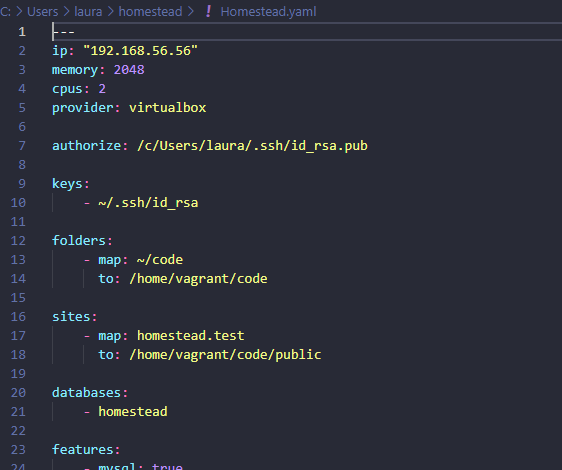 C: > Users > laura > homestead > ! Homestead.yaml
1 ---
2 ip: "192.168.56.56"
3 memory: 2048
4 cpus: 2
5 provider: virtualbox
6
7 authorize: /c/Users/laura/.ssh/id_rsa.pub
8
9 keys:
10 - ~/.ssh/id_rsa
11
12 folders:
13 - map: ~/code
14 to: /home/vagrant/code
15
16 sites:
17 - map: homestead.test
18 to: /home/vagrant/code/public
19
20 databases:
21 - homestead
22
23 features:
24 - mysql: true